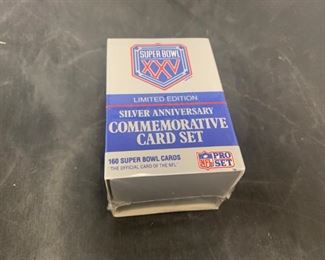 SUPER BOWL
XXV
LIMITED EDITION
SILVER ANNIVERSARY
COMMEMORATIVE
CARD SET
160 SUPER BOWL CARDS
THE OFFICIAL CARD OF THE NFL
NFL PRO
SET